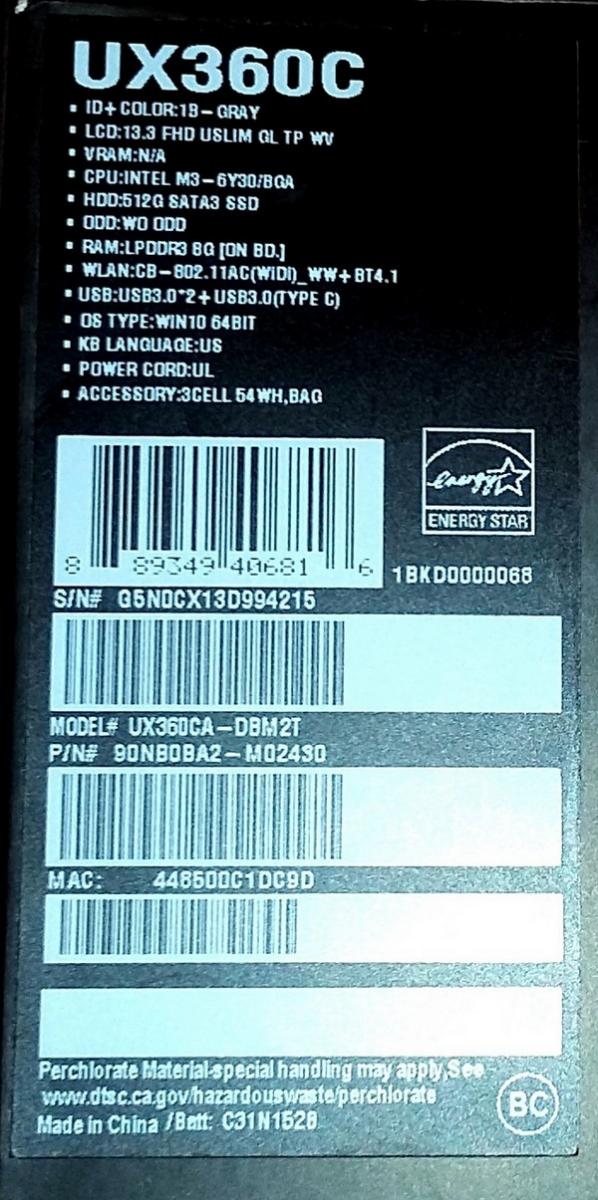 UX360C
▪ ID+COLOR:1B-GRAY
▪ LCD:13.3 FHD USLIM GL TP WV
▪ VRAM:N/A
▪ CPU:INTEL M3-6Y30/BGA
▪ HDD:512G SATA3 SSD
▪ ODD:WO ODD
▪ RAM:LPDDR3 8G [ON BD.]
▪ WLAN:CB-802.11AC(WIDI)_WW+BT4.1
▪ USB:USB3.0*2+USB3.0(TYPE C)
▪ OS TYPE:WIN10 64BIT
▪ KB LANGUAGE:US
▪ POWER CORD:UL
▪ ACCESSORY:3CELL 54WH,BAG
energy
ENERGY STAR
8 89349 40681 6
1BKD0000068
S/N# G5N0CX13D994215
MODEL# UX360CA-DBM2T
P/N# 90NB0BA2-M02430
MAC: 448500C1DC9D
Perchlorate Material-special handling may apply,See
www.dtsc.ca.gov/hazardouswaste/perchlorate
Made in China /Batt: C31N1528
BC